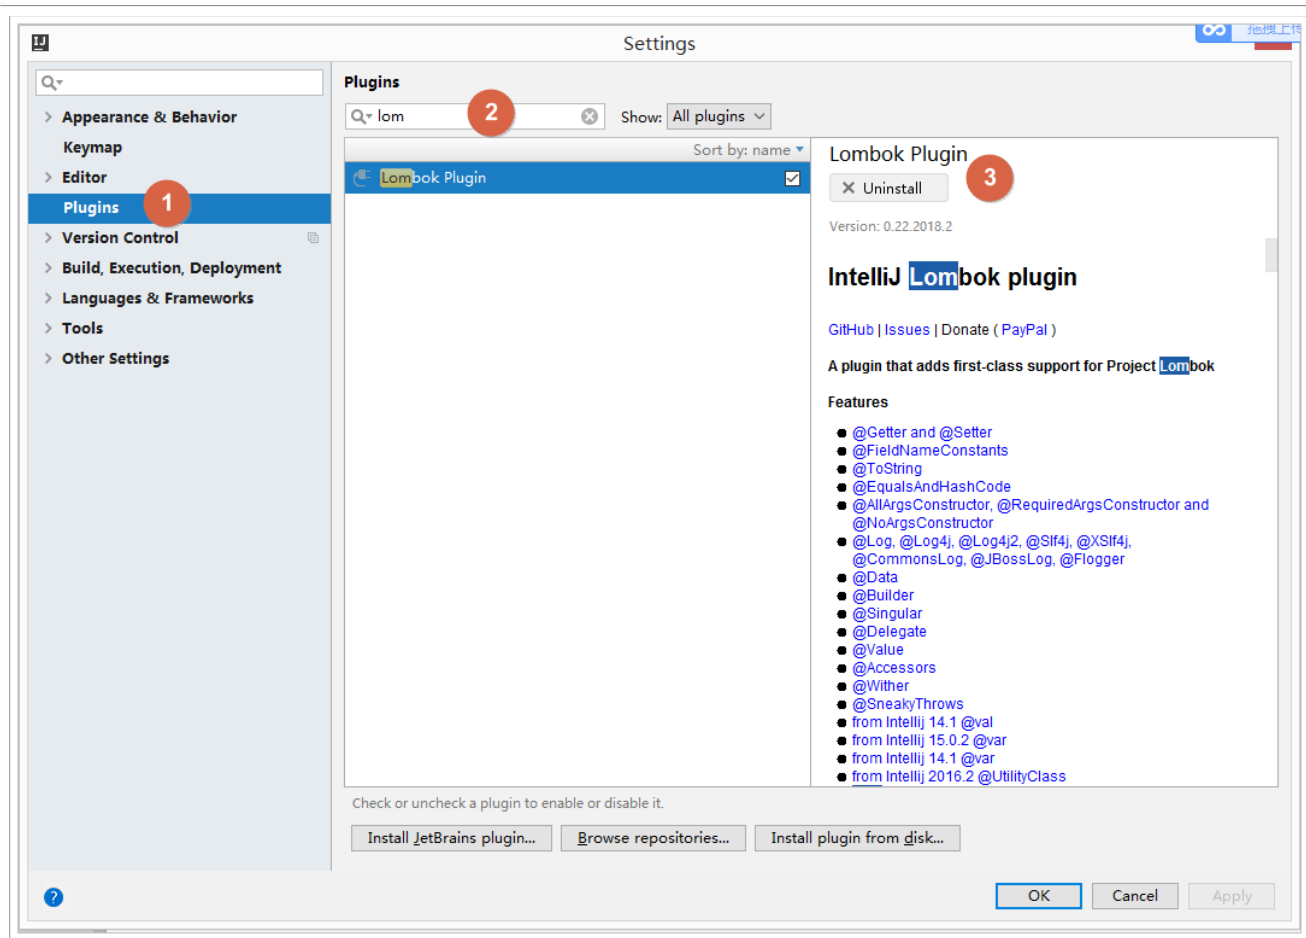 Settings
拖拽上传
Plugins
Appearance & Behavior
Keymap
Editor
Plugins
1
Version Control
Build, Execution, Deployment
Languages & Frameworks
Tools
Other Settings
lom
2
Show: All plugins
Sort by: name
Lombok Plugin
Lombok Plugin
3
Uninstall
Version: 0.22.2018.2
IntelliJ Lombok plugin
GitHub | Issues | Donate ( PayPal )
A plugin that adds first-class support for Project Lombok
Features
@Getter and @Setter
@FieldNameConstants
@ToString
@EqualsAndHashCode
@AllArgsConstructor, @RequiredArgsConstructor and
@NoArgsConstructor
@Log, @Log4j, @Log4j2, @Slf4j, @XSlf4j,
@CommonsLog, @JBossLog, @Flogger
@Data
@Builder
@Singular
@Delegate
@Value
@Accessors
@Wither
@SneakyThrows
from Intellij 14.1 @val
from Intellij 15.0.2 @var
from Intellij 14.1 @var
from Intellij 2016.2 @UtilityClass
Check or uncheck a plugin to enable or disable it.
Install JetBrains plugin...
Browse repositories...
Install plugin from disk...
?
OK
Cancel
Apply